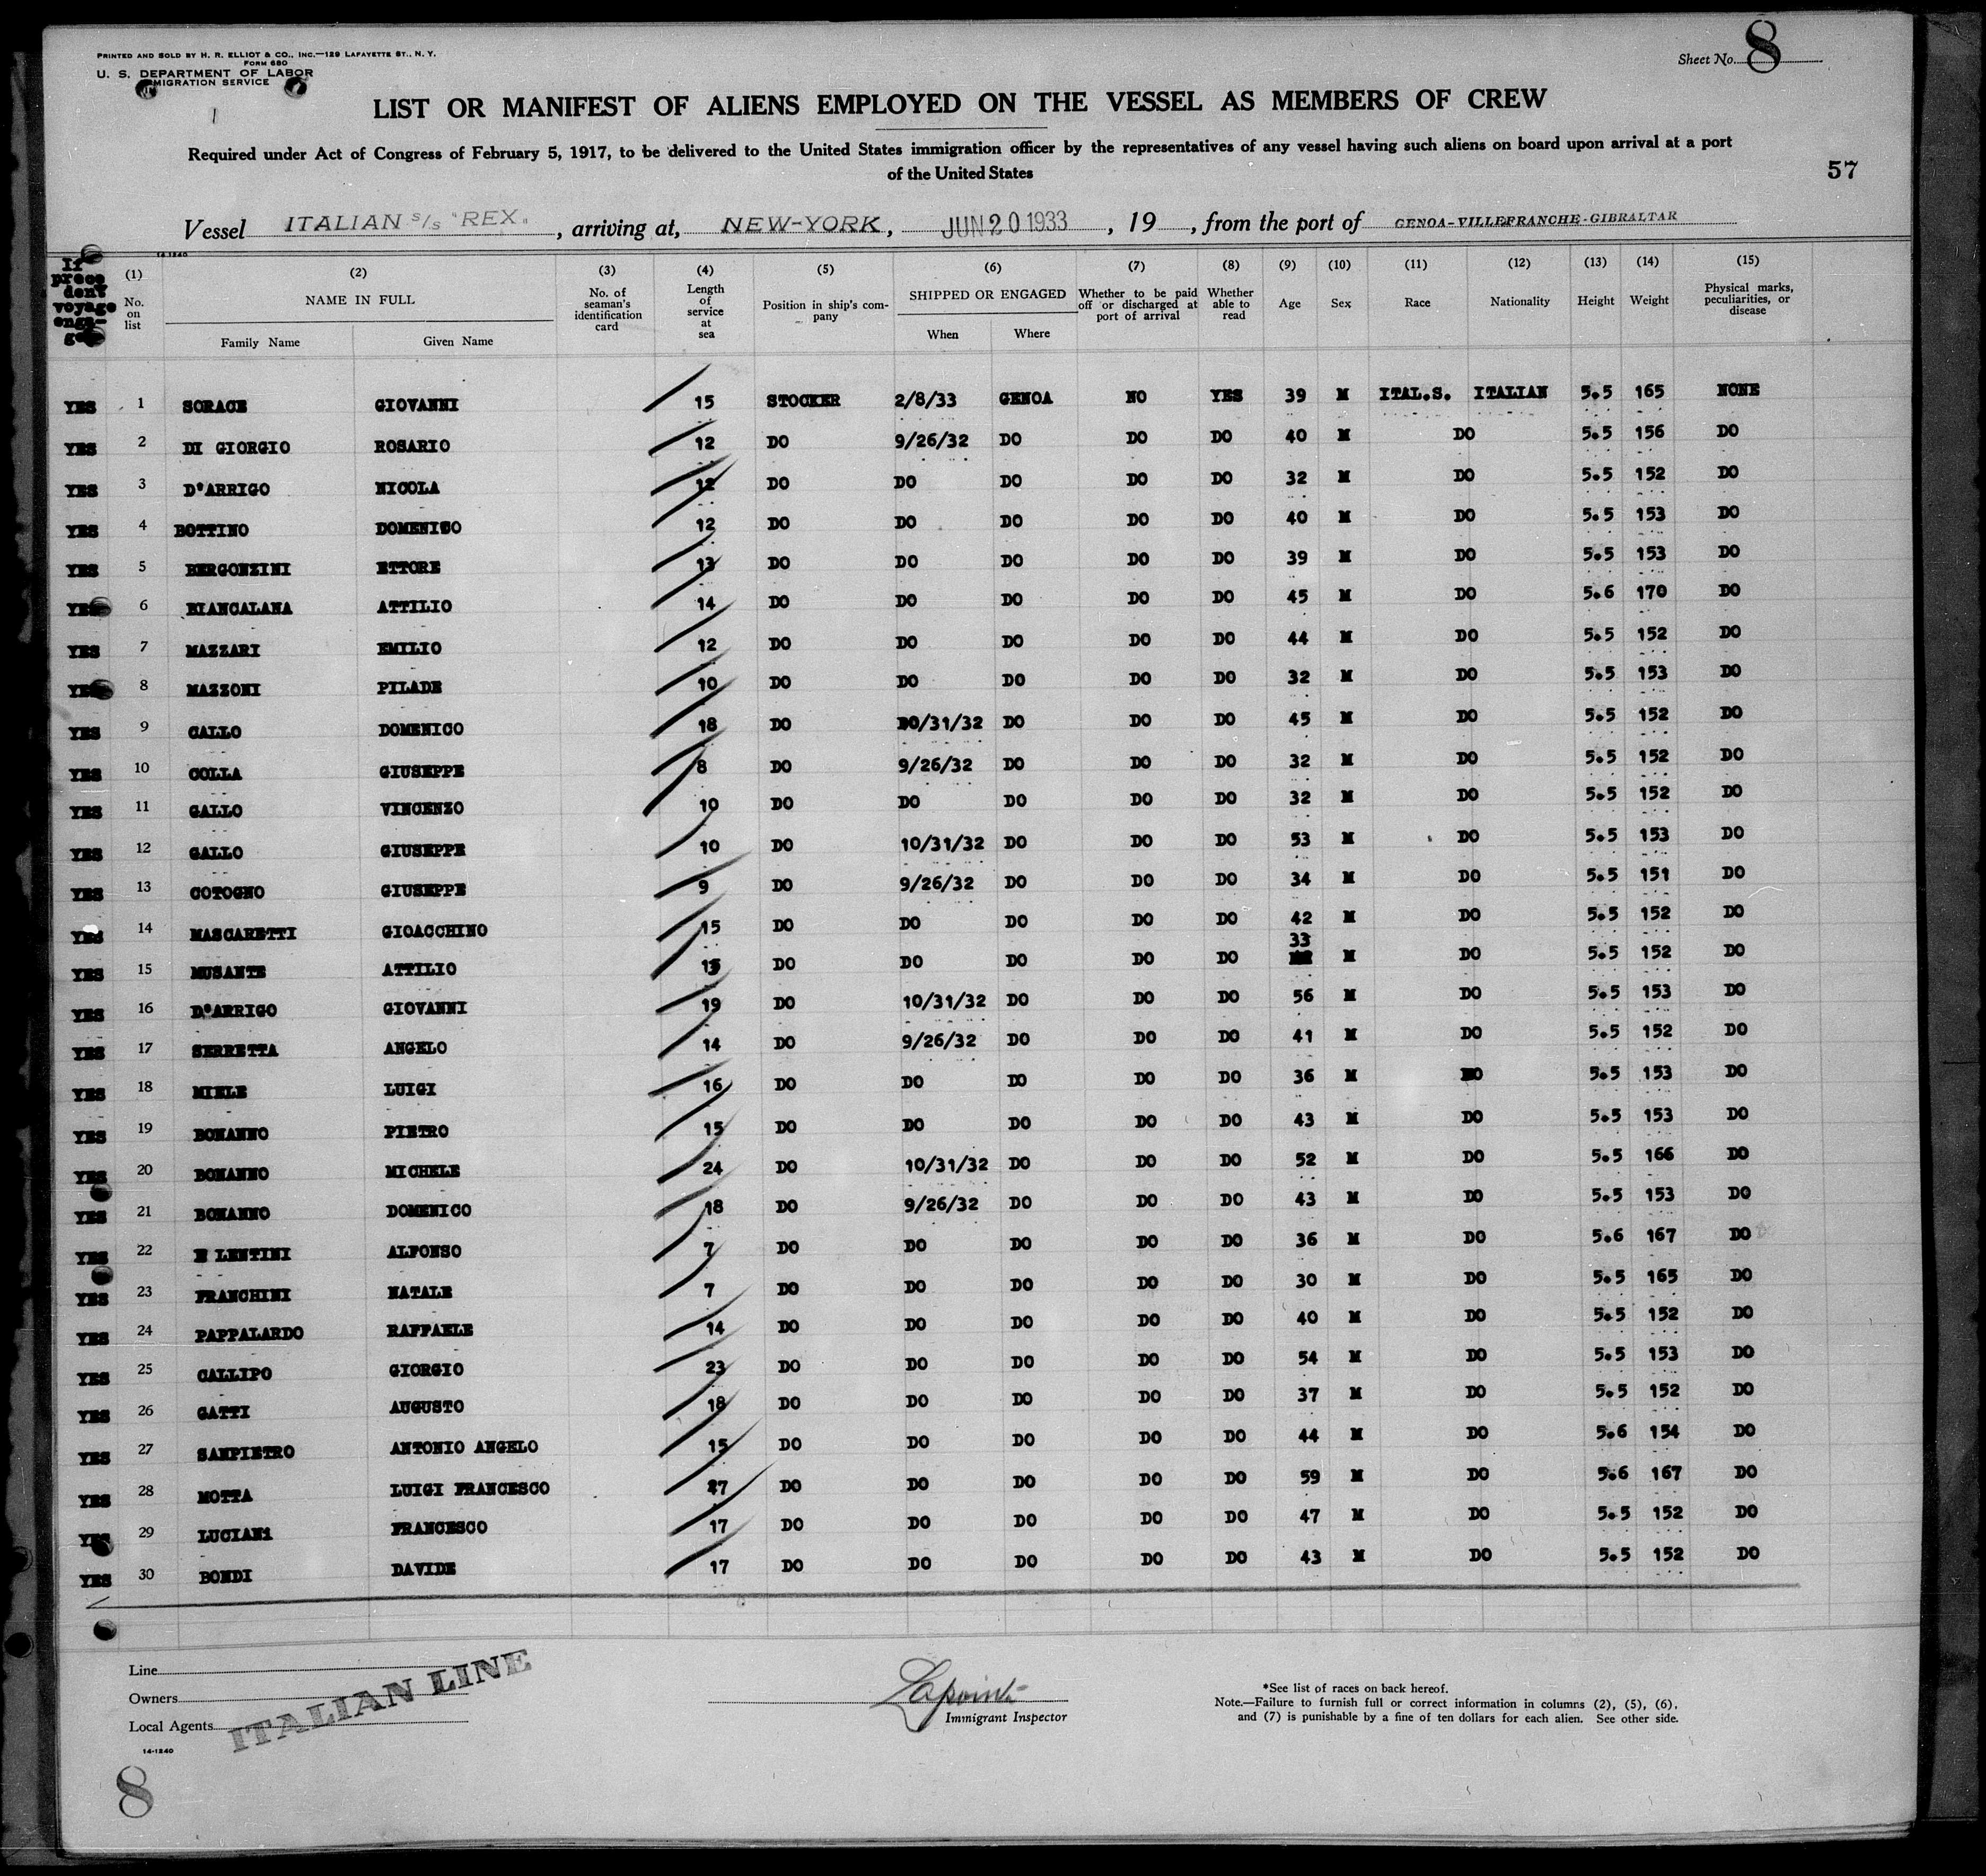 PRINTED AND SOLD BY H. R. ELLIOT & CO., INC.—129 LAFAYETTE ST., N. Y.
FORM 680
U. S. DEPARTMENT OF LABOR
IMMIGRATION SERVICE
Sheet No. 8
LIST OR MANIFEST OF ALIENS EMPLOYED ON THE VESSEL AS MEMBERS OF CREW
Required under Act of Congress of February 5, 1917, to be delivered to the United States immigration officer by the representatives of any vessel having such aliens on board upon arrival at a port
of the United States
57
Vessel ITALIAN S/S "REX", arriving at, NEW-YORK, JUN 20 1933, 19 , from the port of GENOA-VILLEFRANCHE-GIBRALTAR
14-1240
If prece dent voyage enga- ged (1) No. on list (2) NAME IN FULL Family Name Given Name (3) No. of seaman's identification card (4) Length of service at sea (5) Position in ship's com- pany (6) SHIPPED OR ENGAGED When Where (7) Whether to be paid off or discharged at port of arrival (8) Whether able to read (9) Age (10) Sex (11) Race (12) Nationality (13) Height (14) Weight (15) Physical marks, peculiarities, or disease
YES 1 SORACE GIOVANNI 15 STOCKER 2/8/33 GENOA NO YES 39 M ITAL.S. ITALIAN 5.5 165 NONE
YES 2 DI GIORGIO ROSARIO 12 DO 9/26/32 DO DO DO 40 M DO 5.5 156 DO
YES 3 D'ARRIGO NICOLA 12 DO DO DO DO DO 32 M DO 5.5 152 DO
YES 4 BOTTINO DOMENICO 12 DO DO DO DO DO 40 M DO 5.5 153 DO
YES 5 BERGONZINI ETTORE 13 DO DO DO DO DO 39 M DO 5.5 153 DO
YES 6 BIANCALANA ATTILIO 14 DO DO DO DO DO 45 M DO 5.6 170 DO
YES 7 MAZZARI EMILIO 12 DO DO DO DO DO 44 M DO 5.5 152 DO
YES 8 MAZZONI PILADE 10 DO DO DO DO DO 32 M DO 5.5 153 DO
YES 9 CALLO DOMENICO 18 DO 10/31/32 DO DO DO 45 M DO 5.5 152 DO
YES 10 COLLA GIUSEPPE 8 DO 9/26/32 DO DO DO 32 M DO 5.5 152 DO
YES 11 GALLO VINCENZO 10 DO DO DO DO DO 32 M DO 5.5 152 DO
YES 12 GALLO GIUSEPPE 10 DO 10/31/32 DO DO DO 53 M DO 5.5 153 DO
YES 13 COTOGNO GIUSEPPE 9 DO 9/26/32 DO DO DO 34 M DO 5.5 151 DO
YES 14 MASCARETTI GIOACCHINO 15 DO DO DO DO DO 42 M DO 5.5 152 DO
YES 15 MUSANTE ATTILIO DO DO DO DO DO 33 M DO 5.5 152 DO
YES 16 D'ARRIGO GIOVANNI 19 DO 10/31/32 DO DO DO 56 M DO 5.5 153 DO
YES 17 SERRETTA ANGELO 14 DO 9/26/32 DO DO DO 41 M DO 5.5 152 DO
YES 18 MIELE LUIGI 16 DO DO DO DO DO 36 M DO 5.5 153 DO
YES 19 BONANNO PIETRO 15 DO DO DO DO DO 43 M DO 5.5 153 DO
YES 20 BONANNO MICHELE 24 DO 10/31/32 DO DO DO 52 M DO 5.5 166 DO
YES 21 BONANNO DOMENICO 18 DO 9/26/32 DO DO DO 43 M DO 5.5 153 DO
YES 22 LENTINI ALFONSO 7 DO DO DO DO DO 36 M DO 5.6 167 DO
YES 23 FRANCHINI NATALE 7 DO DO DO DO DO 30 M DO 5.5 165 DO
YES 24 PAPPALARDO RAFFAELE 14 DO DO DO DO DO 40 M DO 5.5 152 DO
YES 25 CALLIPO GIORGIO 23 DO DO DO DO DO 54 M DO 5.5 153 DO
YES 26 GATTI AUGUSTO 18 DO DO DO DO DO 37 M DO 5.5 152 DO
YES 27 SAMPIETRO ANTONIO ANGELO 15 DO DO DO DO DO 44 M DO 5.6 154 DO
YES 28 MOTTA LUIGI FRANCESCO 27 DO DO DO DO DO 59 M DO 5.6 167 DO
YES 29 LUCIANI FRANCESCO 17 DO DO DO DO DO 47 M DO 5.5 152 DO
YES 30 BONDI DAVIDE 17 DO DO DO DO DO 43 M DO 5.5 152 DO
Line
Owners
Local Agents
ITALIAN LINE
14-1240
8
Lapoint
Immigrant Inspector
*See list of races on back hereof.
Note.—Failure to furnish full or correct information in columns (2), (5), (6),
and (7) is punishable by a fine of ten dollars for each alien. See other side.